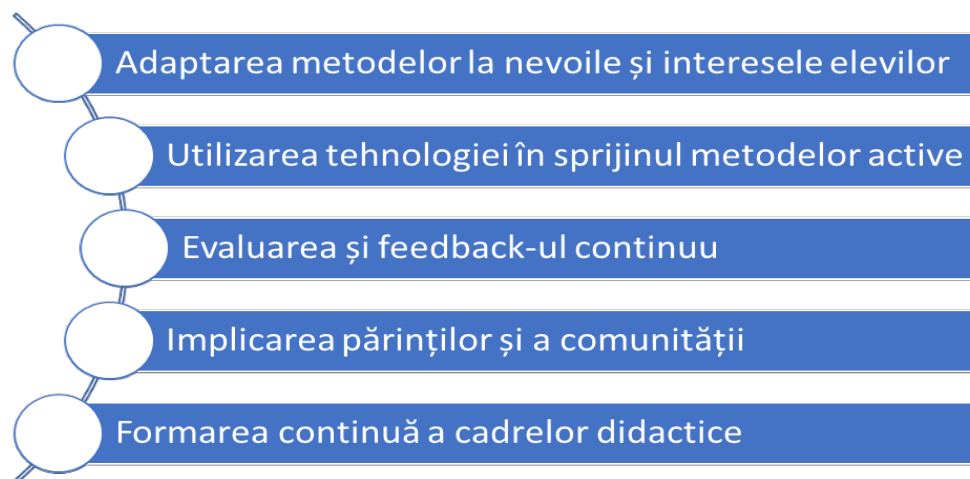 Adaptarea metodelor la nevoile și interesele elevilor
Utilizarea tehnologiei în sprijinul metodelor active
Evaluarea și feedback-ul continuu
Implicarea părinților și a comunității
Formarea continuă a cadrelor didactice